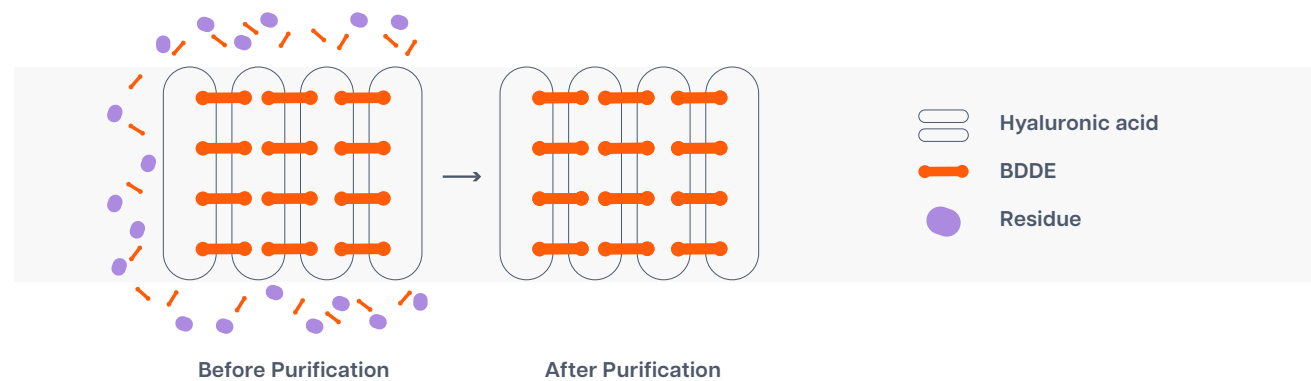 Hyaluronic acid
BDDE
Residue
Before Purification
After Purification